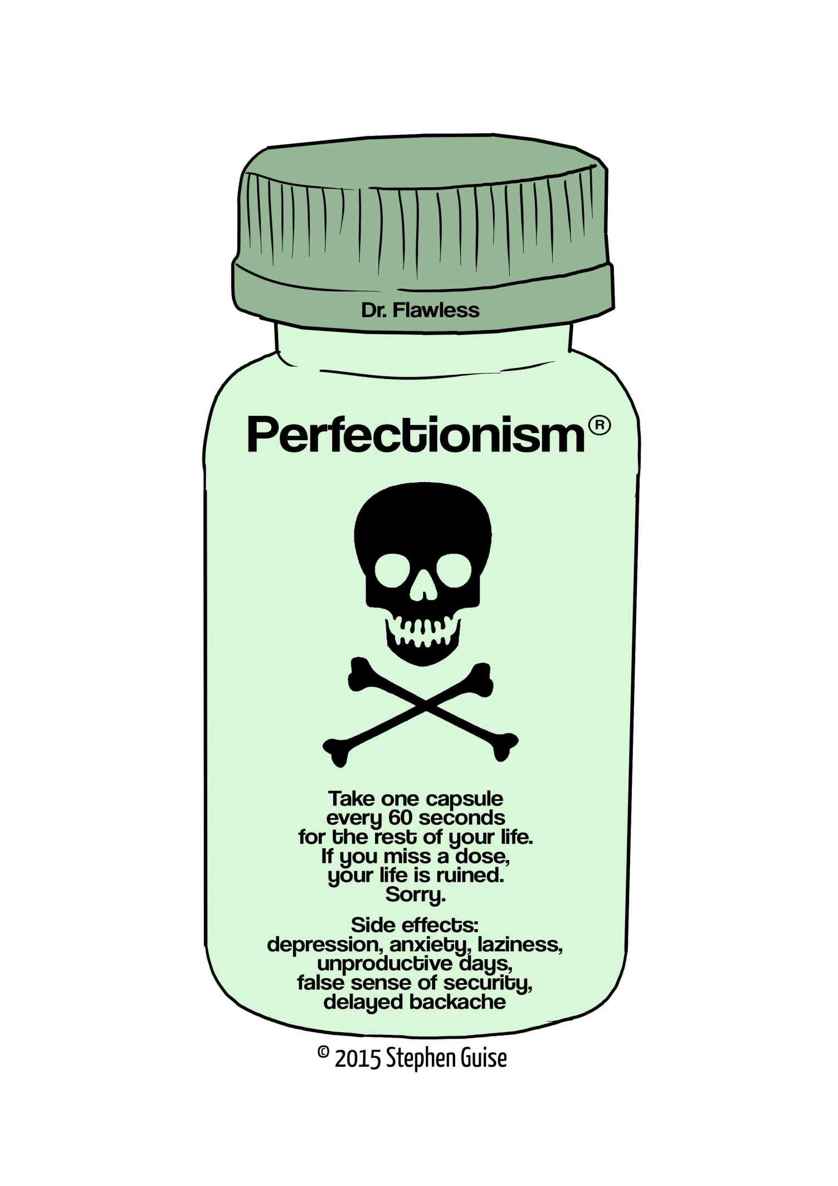 Dr. Flawless
Perfectionism®
Take one capsule
every 60 seconds
for the rest of your life.
If you miss a dose,
your life is ruined.
Sorry.
Side effects:
depression, anxiety, laziness,
unproductive days,
false sense of security,
delayed backache
© 2015 Stephen Guise